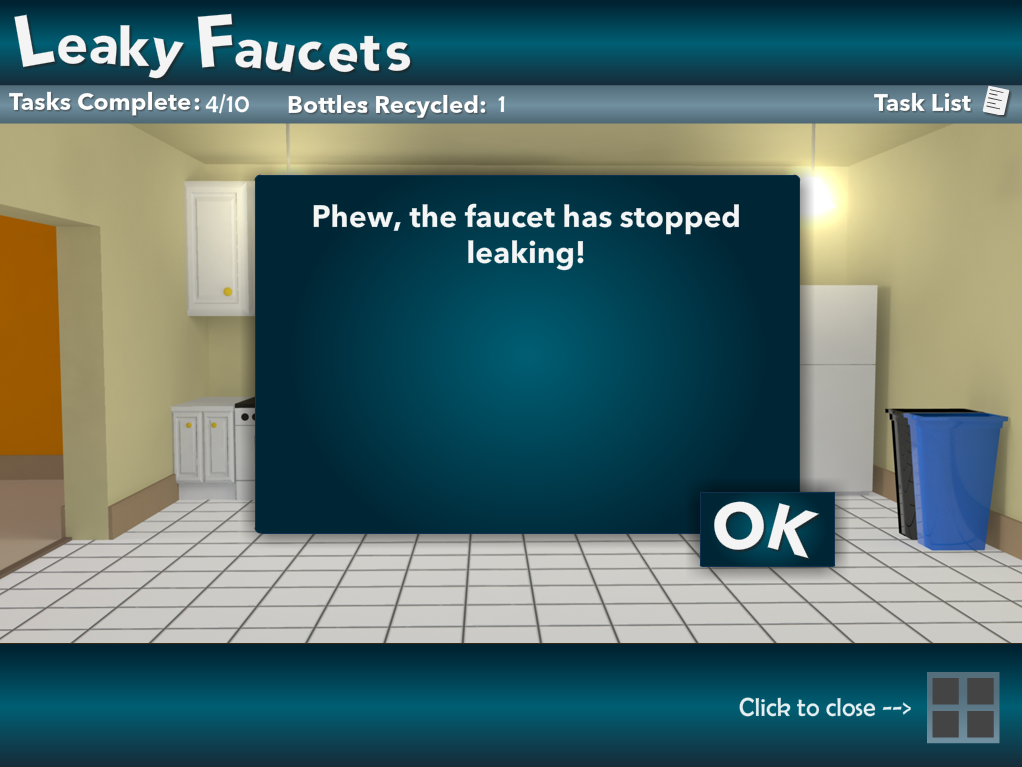 Leaky Faucets
Tasks Complete: 4/10 Bottles Recycled: 1 Task List
Phew, the faucet has stopped
leaking!
OK
Click to close -->